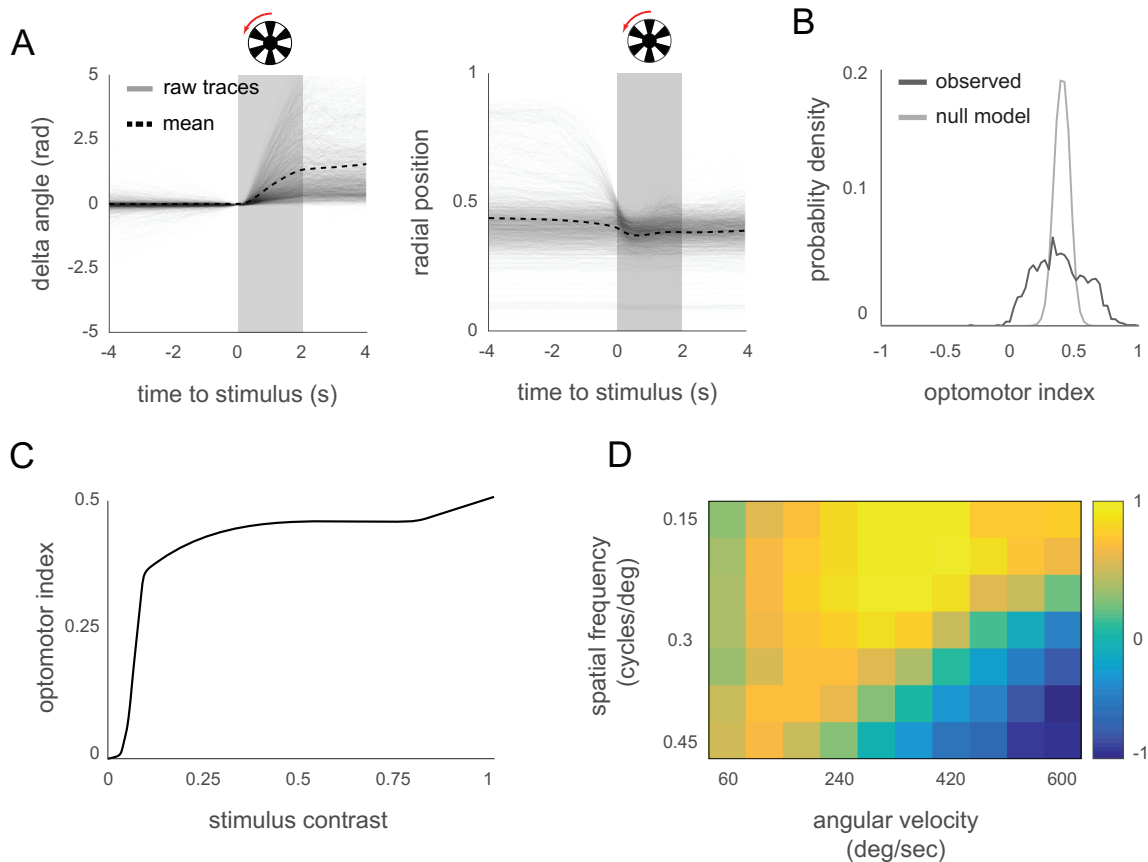 A
5
2.5
0
-2.5
-5
delta angle (rad)
raw traces
mean
-4
-2
0
2
4
time to stimulus (s)
1
0.5
0
radial position
-4
-2
0
2
4
time to stimulus (s)
B
0.2
0.1
0
probablity density
observed
null model
-1
0
0.5
1
optomotor index
C
0.5
0.25
0
optomotor index
0
0.25
0.5
0.75
1
stimulus contrast
D
0.15
0.3
0.45
spatial frequency
(cycles/deg)
60
240
420
600
angular velocity
(deg/sec)
1
0
-1